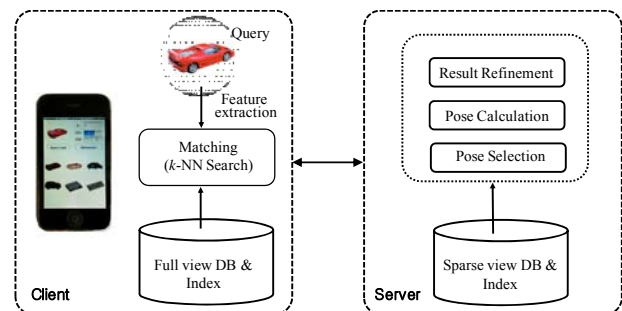 Query
Feature
extraction
Matching
(k-NN Search)
Full view DB &
Index
Client
Result Refinement
Pose Calculation
Pose Selection
Sparse view DB &
Index
Server